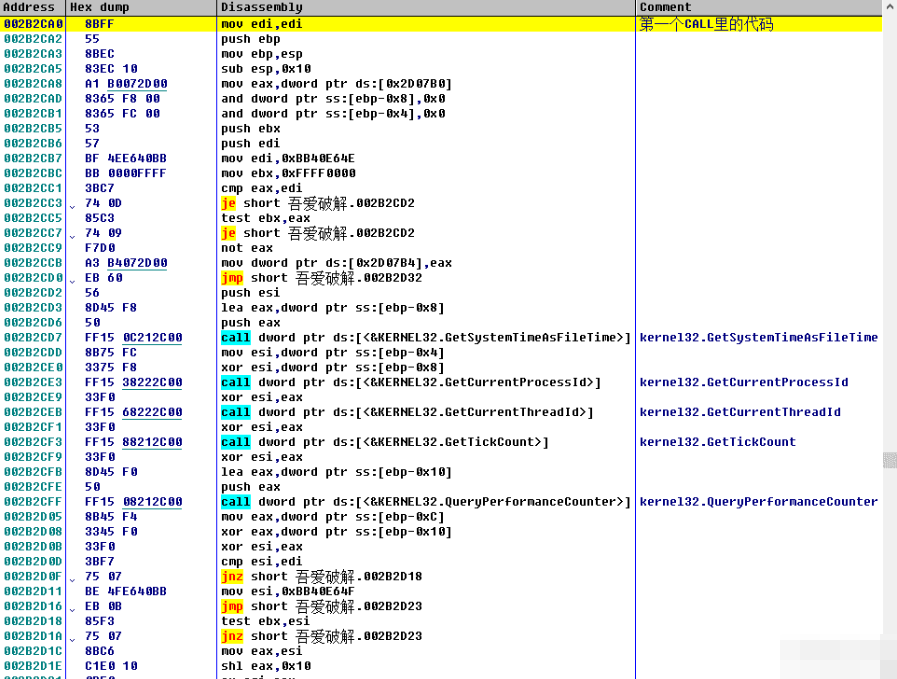 Address Hex dump Disassembly Comment
002B2CA0 8BFF mov edi,edi 第一个CALL里的代码
002B2CA2 55 push ebp
002B2CA3 8BEC mov ebp,esp
002B2CA5 83EC 10 sub esp,0x10
002B2CA8 A1 B0072D00 mov eax,dword ptr ds:[0x2D07B0]
002B2CAD 8365 F8 00 and dword ptr ss:[ebp-0x8],0x0
002B2CB1 8365 FC 00 and dword ptr ss:[ebp-0x4],0x0
002B2CB5 53 push ebx
002B2CB6 57 push edi
002B2CB7 BF 4EE640BB mov edi,0xBB40E64E
002B2CBC BB 0000FFFF mov ebx,0xFFFF0000
002B2CC1 3BC7 cmp eax,edi
002B2CC3 74 0D je short 吾爱破解.002B2CD2
002B2CC5 85C3 test ebx,eax
002B2CC7 74 09 je short 吾爱破解.002B2CD2
002B2CC9 F7D0 not eax
002B2CCB A3 B4072D00 mov dword ptr ds:[0x2D07B4],eax
002B2CD0 EB 60 jmp short 吾爱破解.002B2D32
002B2CD2 56 push esi
002B2CD3 8D45 F8 lea eax,dword ptr ss:[ebp-0x8]
002B2CD6 50 push eax
002B2CD7 FF15 0C212C00 call dword ptr ds:[<&KERNEL32.GetSystemTimeAsFileTime>] kernel32.GetSystemTimeAsFileTime
002B2CDD 8B75 FC mov esi,dword ptr ss:[ebp-0x4]
002B2CE0 3375 F8 xor esi,dword ptr ss:[ebp-0x8]
002B2CE3 FF15 38222C00 call dword ptr ds:[<&KERNEL32.GetCurrentProcessId>] kernel32.GetCurrentProcessId
002B2CE9 33F0 xor esi,eax
002B2CEB FF15 68222C00 call dword ptr ds:[<&KERNEL32.GetCurrentThreadId>] kernel32.GetCurrentThreadId
002B2CF1 33F0 xor esi,eax
002B2CF3 FF15 88212C00 call dword ptr ds:[<&KERNEL32.GetTickCount>] kernel32.GetTickCount
002B2CF9 33F0 xor esi,eax
002B2CFB 8D45 F0 lea eax,dword ptr ss:[ebp-0x10]
002B2CFE 50 push eax
002B2CFF FF15 08212C00 call dword ptr ds:[<&KERNEL32.QueryPerformanceCounter>] kernel32.QueryPerformanceCounter
002B2D05 8B45 F4 mov eax,dword ptr ss:[ebp-0xC]
002B2D08 3345 F0 xor eax,dword ptr ss:[ebp-0x10]
002B2D0B 33F0 xor esi,eax
002B2D0D 3BF7 cmp esi,edi
002B2D0F 75 07 jnz short 吾爱破解.002B2D18
002B2D11 BE 4FE640BB mov esi,0xBB40E64F
002B2D16 EB 0B jmp short 吾爱破解.002B2D23
002B2D18 85F3 test ebx,esi
002B2D1A 75 07 jnz short 吾爱破解.002B2D23
002B2D1C 8BC6 mov eax,esi
002B2D1E C1E0 10 shl eax,0x10